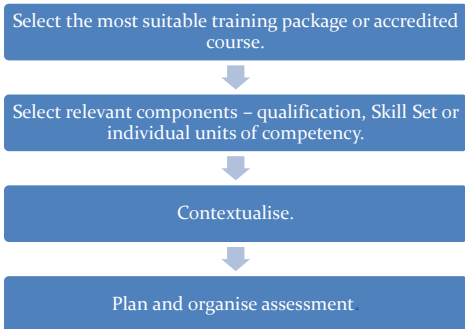 Select the most suitable training package or accredited
course.
Select relevant components – qualification, Skill Set or
individual units of competency.
Contextualise.
Plan and organise assessment.